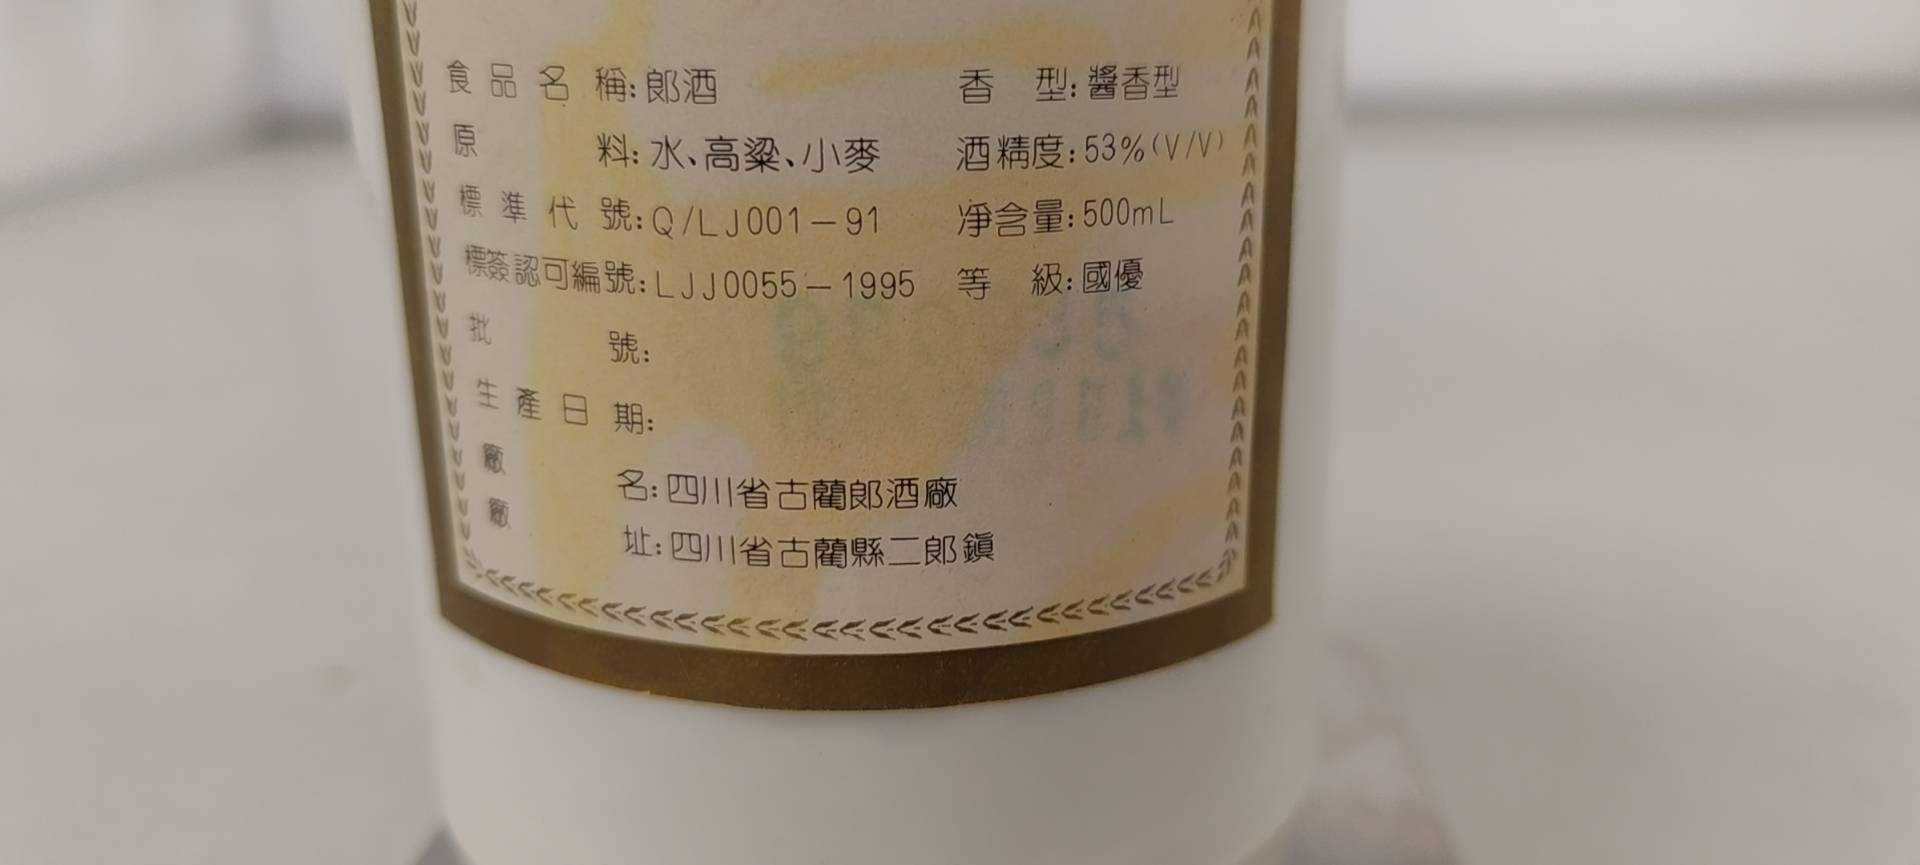 食品名稱:郎酒 香型:醬香型
原料:水、高粱、小麥 酒精度:53%(V/V)
標準代號:Q/LJ001-91 淨含量:500mL
標簽認可編號:LJJ0055-1995 等級:國優
批號:
生產日期:
廠名:四川省古藺郎酒廠
廠址:四川省古藺縣二郎鎮